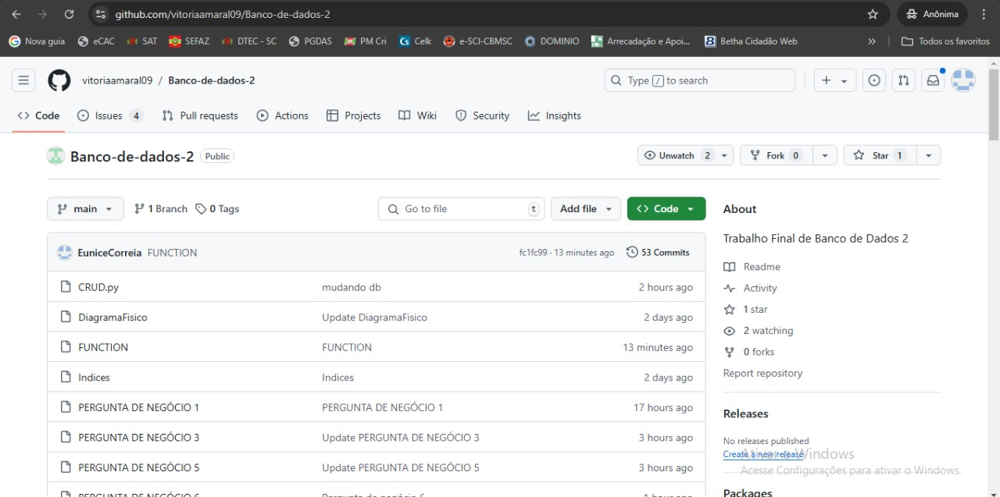 github.com/vitoriaamaral09/Banco-de-dados-2 Anônima
Nova guia eCAC SAT SEFAZ DTEC - SC PGDAS PM Cri Celk e-SCI-CBMSC DOMINIO Arrecadação e Apoi... Betha Cidadão Web » Todos os favoritos
vitoriaamaral09 / Banco-de-dados-2 Type / to search
Code Issues 4 Pull requests Actions Projects Wiki Security Insights
Banco-de-dados-2 Public Unwatch 2 Fork 0 Star 1
main 1 Branch 0 Tags Go to file t Add file Code
EuniceCorreia FUNCTION fc1fc99 · 13 minutes ago 53 Commits
CRUD.py mudando db 2 hours ago
DiagramaFisico Update DiagramaFisico 2 days ago
FUNCTION FUNCTION 13 minutes ago
Indices Indices 2 days ago
PERGUNTA DE NEGÓCIO 1 PERGUNTA DE NEGÓCIO 1 17 hours ago
PERGUNTA DE NEGÓCIO 3 Update PERGUNTA DE NEGÓCIO 3 3 hours ago
PERGUNTA DE NEGÓCIO 5 Update PERGUNTA DE NEGÓCIO 5 3 hours ago
PERGUNTA DE NEGÓCIO 6 Pergunta de negócio 6 1 hour ago
About
Trabalho Final de Banco de Dados 2
Readme
Activity
1 star
2 watching
0 forks
Report repository
Releases
No releases published
Create a new release
Ativar o Windows
Acesse Configurações para ativar o Windows.
Packages